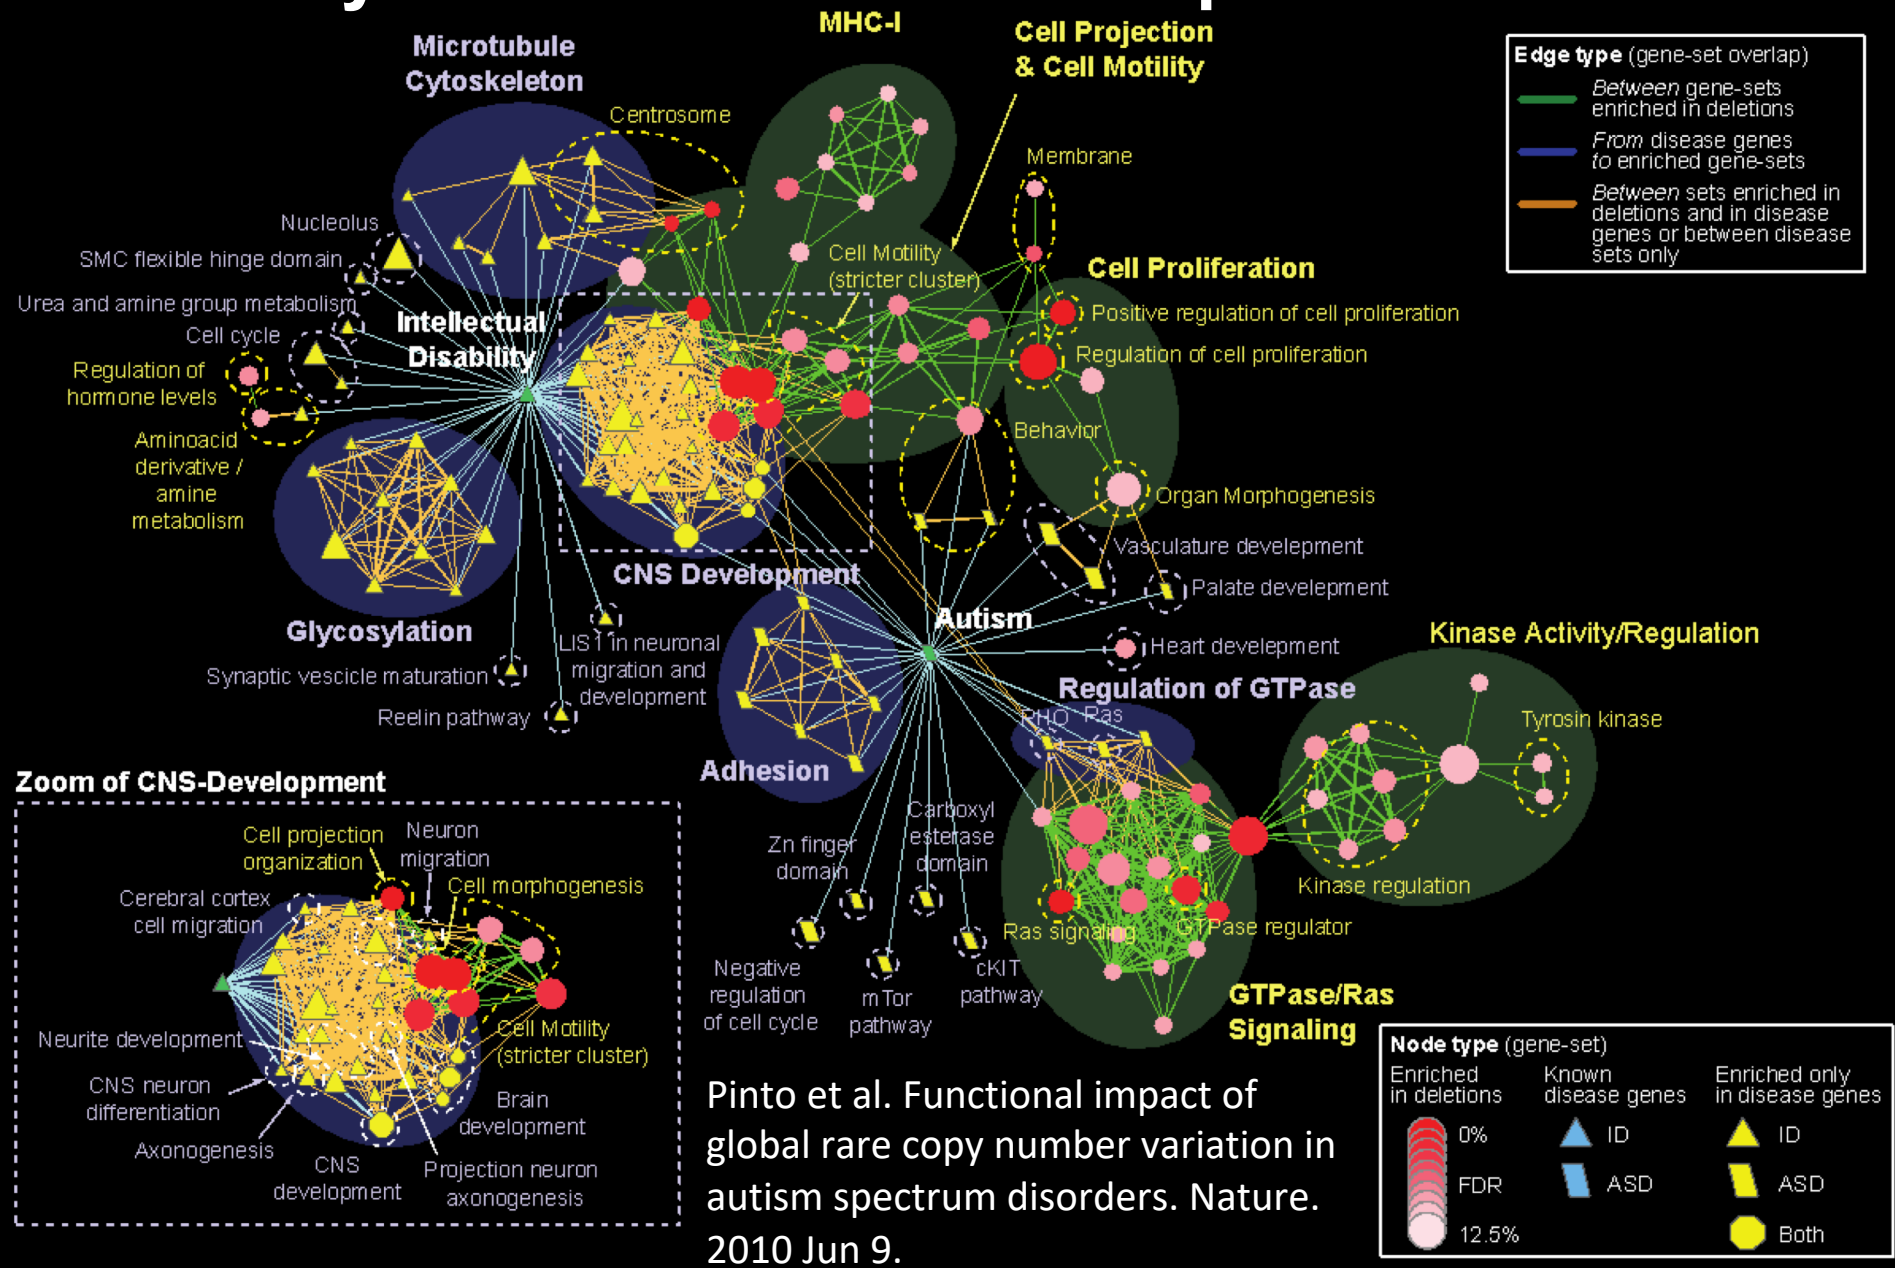 MHC-I
Cell Projection
& Cell Motility
Microtubule
Cytoskeleton
Centrosome
Membrane
Nucleolus
SMC flexible hinge domain
Urea and amine group metabolism
Cell cycle
Regulation of
hormone levels
Aminoacid
derivative /
amine
metabolism
Intellectual
Disability
Cell Motility
(stricter cluster)
Cell Proliferation
Positive regulation of cell proliferation
Regulation of cell proliferation
Behavior
Organ Morphogenesis
Vasculature develepment
Palate develepment
Heart develepment
CNS Development
Autism
Glycosylation
Synaptic vescicle maturation
Reelin pathway
LIS1 in neuronal
migration and
develepment
Adhesion
Regulation of GTPase
RHO
Ras
Kinase Activity/Regulation
Tyrosin kinase
Kinase regulation
Zn finger
domain
Carboxyl
esterase
domain
Negative
regulation
of cell cycle
mTor
pathway
cKIT
pathway
Ras signaling
GTPase regulator
GTPase/Ras
Signaling
Zoom of CNS-Development
Cell projection
organization
Neuron
migration
Cell morphogenesis
Cerebral cortex
cell migration
Cell Motility
(stricter cluster)
Neurite development
CNS neuron
differentiation
Axonogenesis
CNS
development
Brain
development
Projection neuron
axonogenesis
Edge type (gene-set overlap)
Between gene-sets
enriched in deletions
From disease genes
to enriched gene-sets
Between sets enriched in
deletions and in disease
genes or between disease
sets only
Node type (gene-set)
Enriched
in deletions
Known
disease genes
Enriched only
in disease genes
0%
FDR
12.5%
ID
ASD
ID
ASD
Both
Pinto et al. Functional impact of
global rare copy number variation in
autism spectrum disorders. Nature.
2010 Jun 9.